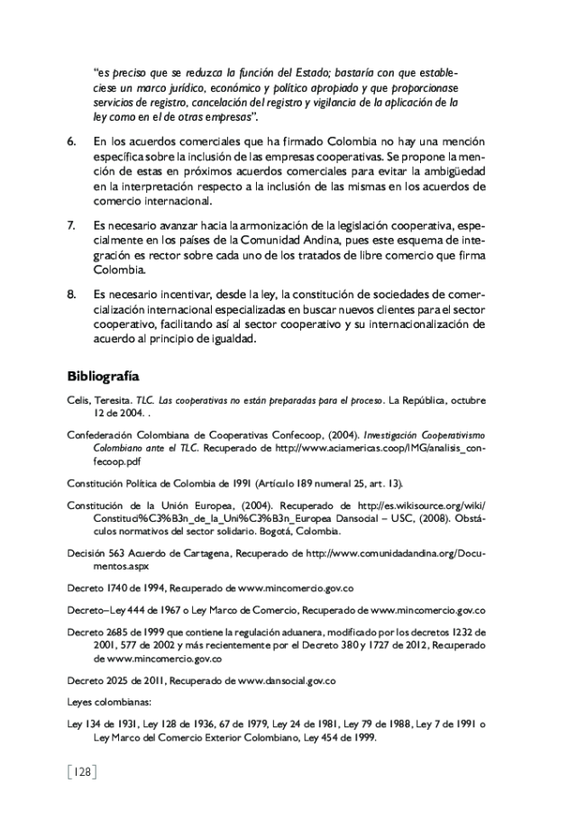 “es preciso que se reduzca la función del Estado; bastaría con que estable-
ciese un marco jurídico, económico y político apropiado y que proporcionase
servicios de registro, cancelación del registro y vigilancia de la aplicación de la
ley como en el de otras empresas”.
6. En los acuerdos comerciales que ha firmado Colombia no hay una mención
específica sobre la inclusión de las empresas cooperativas. Se propone la men-
ción de estas en próximos acuerdos comerciales para evitar la ambigüedad
en la interpretación respecto a la inclusión de las mismas en los acuerdos de
comercio internacional.
7. Es necesario avanzar hacia la armonización de la legislación cooperativa, espe-
cialmente en los países de la Comunidad Andina, pues este esquema de inte-
gración es rector sobre cada uno de los tratados de libre comercio que firma
Colombia.
8. Es necesario incentivar, desde la ley, la constitución de sociedades de comer-
cialización internacional especializadas en buscar nuevos clientes para el sector
cooperativo, facilitando así al sector cooperativo y su internacionalización de
acuerdo al principio de igualdad.
Bibliografía
Celis, Teresita. TLC. Las cooperativas no están preparadas para el proceso. La República, octubre
12 de 2004. .
Confederación Colombiana de Cooperativas Confecoop, (2004). Investigación Cooperativismo
Colombiano ante el TLC. Recuperado de http://www.aciamericas.coop/IMG/analisis_con-
fecoop.pdf
Constitución Política de Colombia de 1991 (Artículo 189 numeral 25, art. 13).
Constitución de la Unión Europea, (2004). Recuperado de http://es.wikisource.org/wiki/
Constituci%C3%B3n_de_la_Uni%C3%B3n_Europea Dansocial – USC, (2008). Obstá-
culos normativos del sector solidario. Bogotá, Colombia.
Decisión 563 Acuerdo de Cartagena, Recuperado de http://www.comunidadandina.org/Docu-
mentos.aspx
Decreto 1740 de 1994, Recuperado de www.mincomercio.gov.co
Decreto–Ley 444 de 1967 o Ley Marco de Comercio, Recuperado de www.mincomercio.gov.co
Decreto 2685 de 1999 que contiene la regulación aduanera, modificado por los decretos 1232 de
2001, 577 de 2002 y más recientemente por el Decreto 380 y 1727 de 2012, Recuperado
de www.mincomercio.gov.co
Decreto 2025 de 2011, Recuperado de www.dansocial.gov.co
Leyes colombianas:
Ley 134 de 1931, Ley 128 de 1936, 67 de 1979, Ley 24 de 1981, Ley 79 de 1988, Ley 7 de 1991 o
Ley Marco del Comercio Exterior Colombiano, Ley 454 de 1999.
[128]